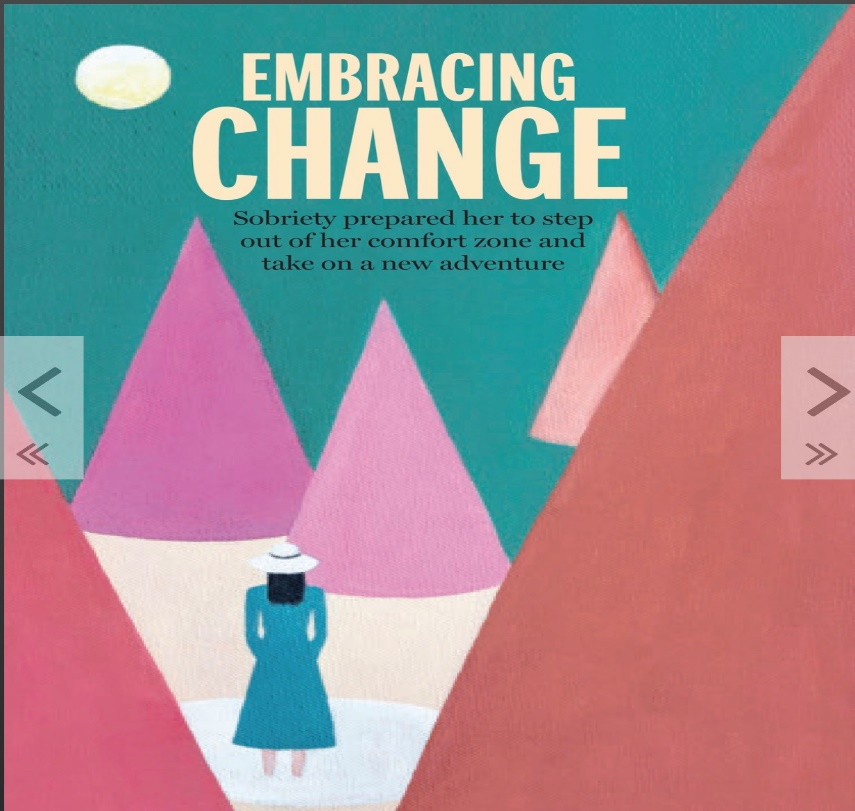 EMBRACING
CHANGE
Sobriety prepared her to step
out of her comfort zone and
take on a new adventure